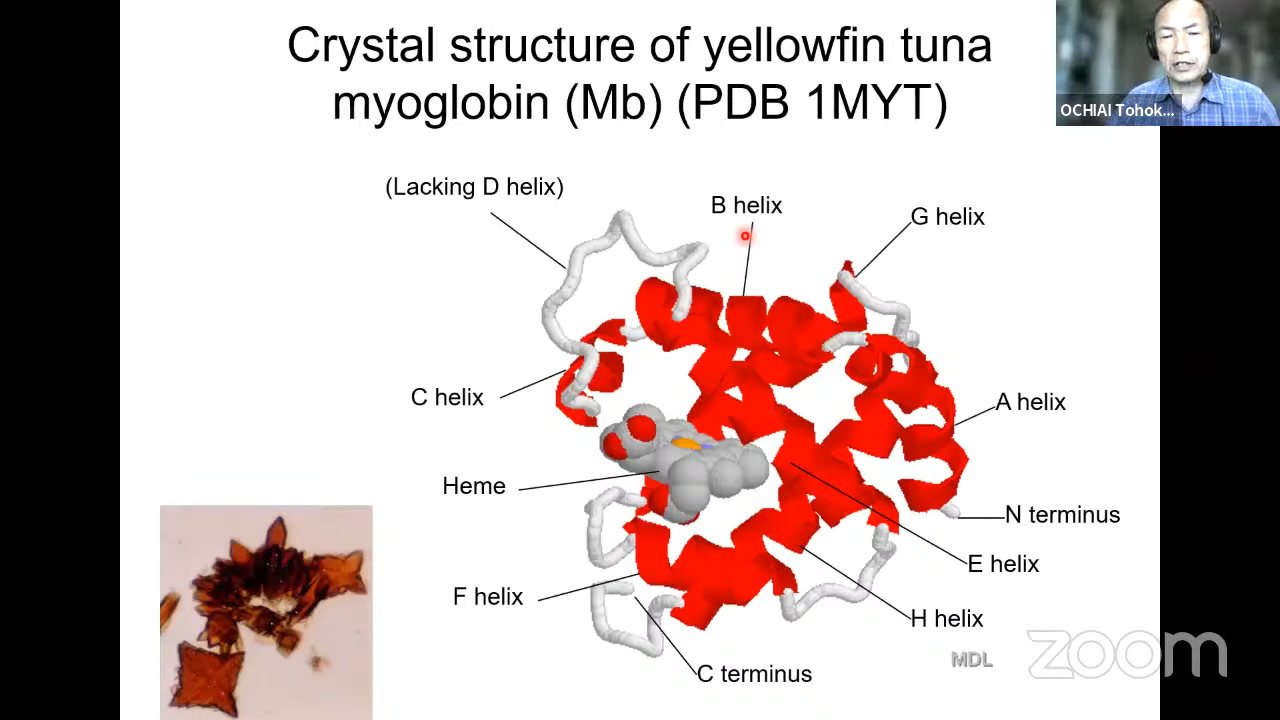 Crystal structure of yellowfin tuna
myoglobin (Mb) (PDB 1MYT)
OCHIAI Tohok...
(Lacking D helix)
B helix
G helix
C helix
A helix
Heme
N terminus
E helix
F helix
H helix
C terminus
MDL
zoom